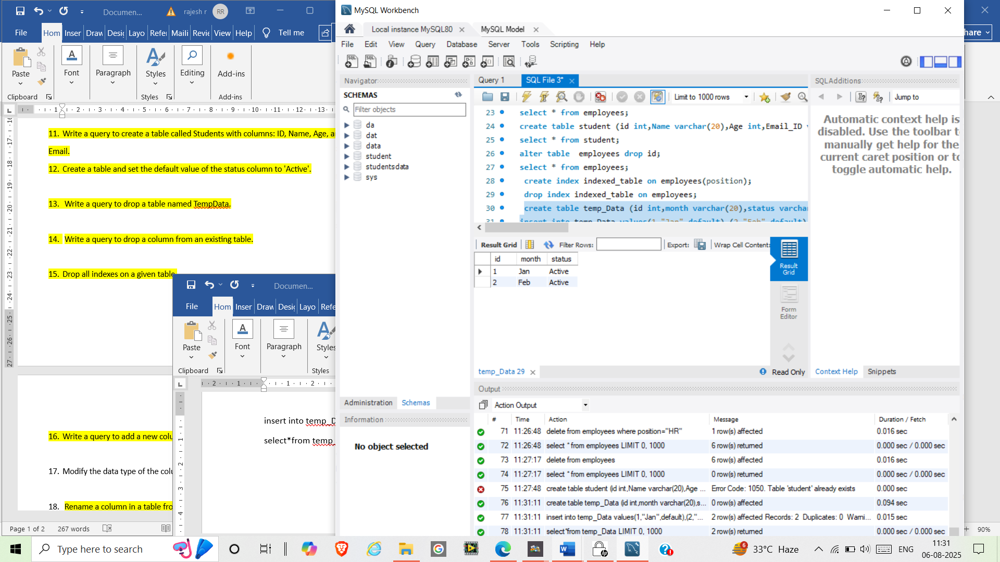 Documen...
rajesh r
RR
File Hom Inser Draw Layo Refe Maili View Help Tell me
Paste
Font
Paragraph
Styles
Editing
Add-ins
Clipboard Styles Add-ins
11. Write a query to create a table called Students with columns: ID, Name, Age, a
Email.
12. Create a table and set the default value of the status column to 'Active'.
13. Write a query to drop a table named TempData.
14. Write a query to drop a column from an existing table.
15. Drop all indexes on a given table
16. Write a query to add a new colu
17. Modify the data type of the colu
18. Rename a column in a table fro
Page 1 of 2 267 words
Documen...
File Hom Inser Draw Layo Refe
Paste
Font
Paragraph
Styles
Clipboard Styles
insert into temp_D
select*from temp_
MySQL Workbench
Local instance MySQL80
MySQL Model
hare
File Edit View Query Database Server Tools Scripting Help
Navigator
SCHEMAS
Filter objects
da
dat
data
student
studentsdata
sys
Administration Schemas
Information
No object selected
Query 1 SQL File 3*
Limit to 1000 rows
23 select * from employees;
24 create table student (id int,Name varchar(20),Age int,Email_ID
25 select * from student;
26 alter table employees drop id;
27 select * from employees;
28 create index indexed_table on employees(position);
29 drop index indexed_table on employees;
30 create table temp_Data (id int,month varchar(20),status varcha
31 insert into temp_Data values(1,"Jan",default),(2,"Feb",default)
Result Grid Filter Rows: Export: Wrap Cell Content:
id month status
1 Jan Active
2 Feb Active
Result
Grid
Form
Editor
temp_Data 29
Read Only
SQLAdditions
Jump to
Automatic context help is
disabled. Use the toolbar t
manually get help for the
current caret position or to
toggle automatic help.
Context Help Snippets
Output
Action Output
# Time Action Message Duration / Fetch
71 11:26:48 delete from employees where position="HR" 1 row(s) affected 0.016 sec
72 11:26:48 select * from employees LIMIT 0, 1000 6 row(s) returned 0.000 sec / 0.000 sec
73 11:27:17 delete from employees 6 row(s) affected 0.016 sec
74 11:27:17 select * from employees LIMIT 0, 1000 0 row(s) returned 0.000 sec / 0.000 sec
75 11:27:48 create table student (id int,Name varchar(20),Age ... Error Code: 1050. Table 'student' already exists 0.000 sec
76 11:31:11 create table temp_Data (id int,month varchar(20),s... 0 row(s) affected 0.094 sec
77 11:31:11 insert into temp_Data values(1,"Jan",default),(2,"... 2 row(s) affected Records: 2 Duplicates: 0 Warni... 0.015 sec
78 11:31:11 select*from temp_Data LIMIT 0, 1000 2 row(s) returned 0.000 sec / 0.000 sec
90%
Type here to search
33°C Haze
ENG
11:31
06-08-2025